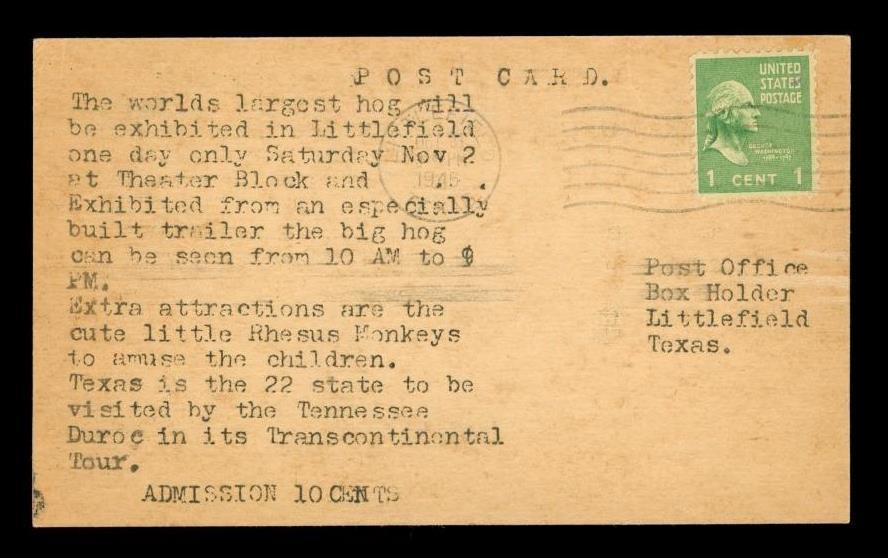 POST CARD.
The worlds largest hog will
be exhibited in Littlefield
one day only Saturday Nov 2
at Theater Block and
Exhibited from an especially
built trailer the big hog
can be seen from 10 AM to
PM.
Extra attractions are the
cute little Rhesus Monkeys
to amuse the children.
Texas is the 22 state to be
visited by the Tennessee
Duroc in its Transcontinental
Tour.
ADMISSION 10 CENTS
UNITED
STATES
POSTAGE
GEORGE
WASHINGTON
1 CENT 1
1946
Post Office
Box Holder
Littlefield
Texas.